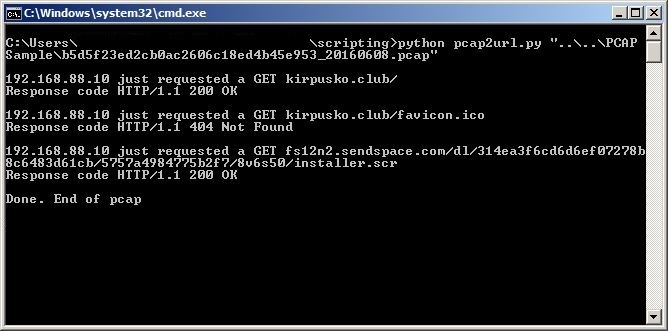 C:\Windows\system32\cmd.exe
C:\Users\ \scripting>python pcap2url.py "..\..\PCAP
Sample\b5d5f23ed2cb0ac2606c18ed4b45e953_20160608.pcap"
192.168.88.10 just requested a GET kirpusko.club/
Response code HTTP/1.1 200 OK
192.168.88.10 just requested a GET kirpusko.club/favicon.ico
Response code HTTP/1.1 404 Not Found
192.168.88.10 just requested a GET fs12n2.sendspace.com/dl/314ea3f6cd6d6ef07278b
8c6483d61cb/5757a4984775b2f7/8v6s50/installer.scr
Response code HTTP/1.1 200 OK
Done. End of pcap